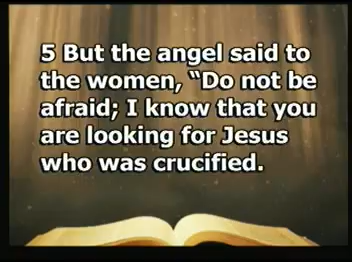 5 But the angel said to
the women, “Do not be
afraid; I know that you
are looking for Jesus
who was crucified.